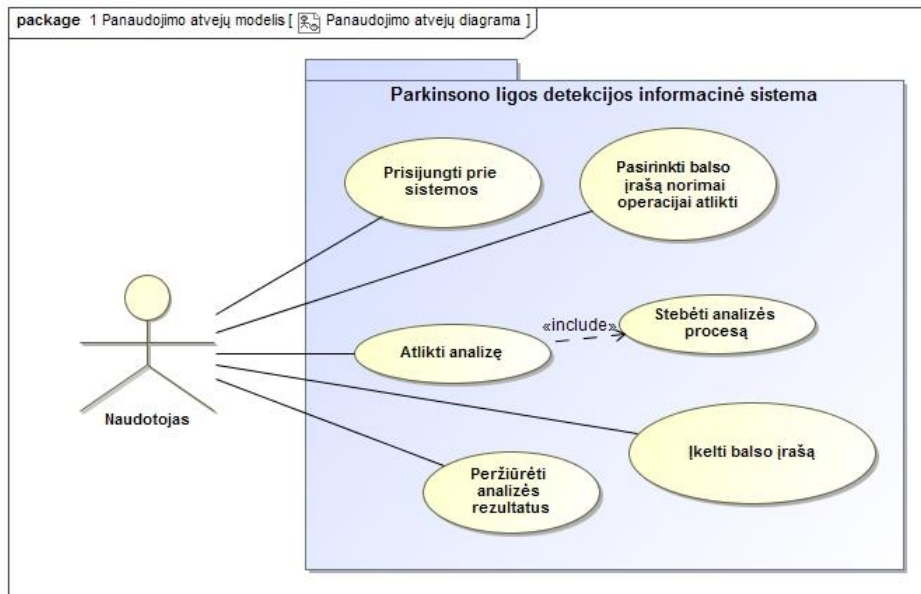 package 1 Panaudojimo atvejų modelis [ Panaudojimo atvejų diagrama ]
Parkinsono ligos detekcijos informacinė sistema
Prisijungti prie
sistemos
Pasirinkti balso
įrašą norimai
operacijai atlikti
Atlikti analizę
«include»
Stebėti analizės
procesą
Naudotojas
Įkelti balso įrašą
Peržiūrėti
analizės
rezultatus